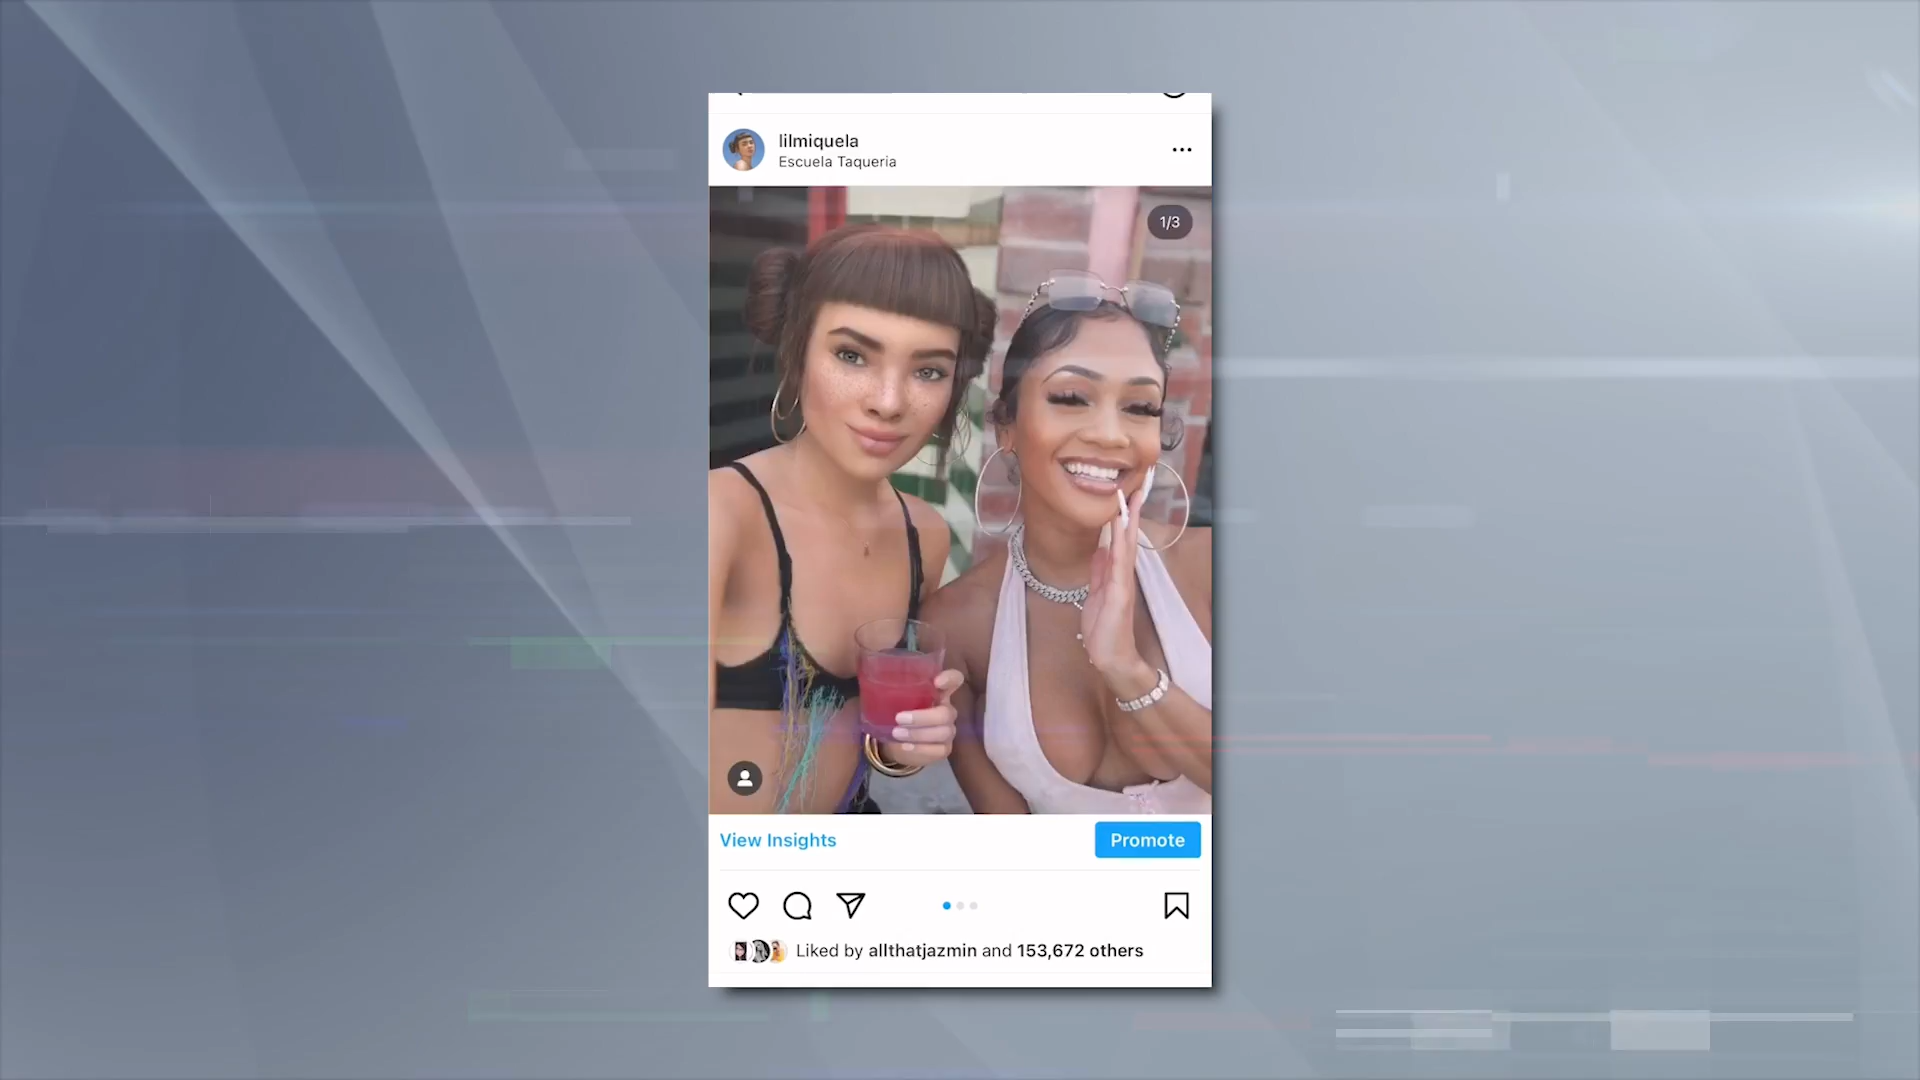 lilmiquela
Escuela Taqueria
1/3
View Insights
Promote
Liked by allthatjazmin and 153,672 others